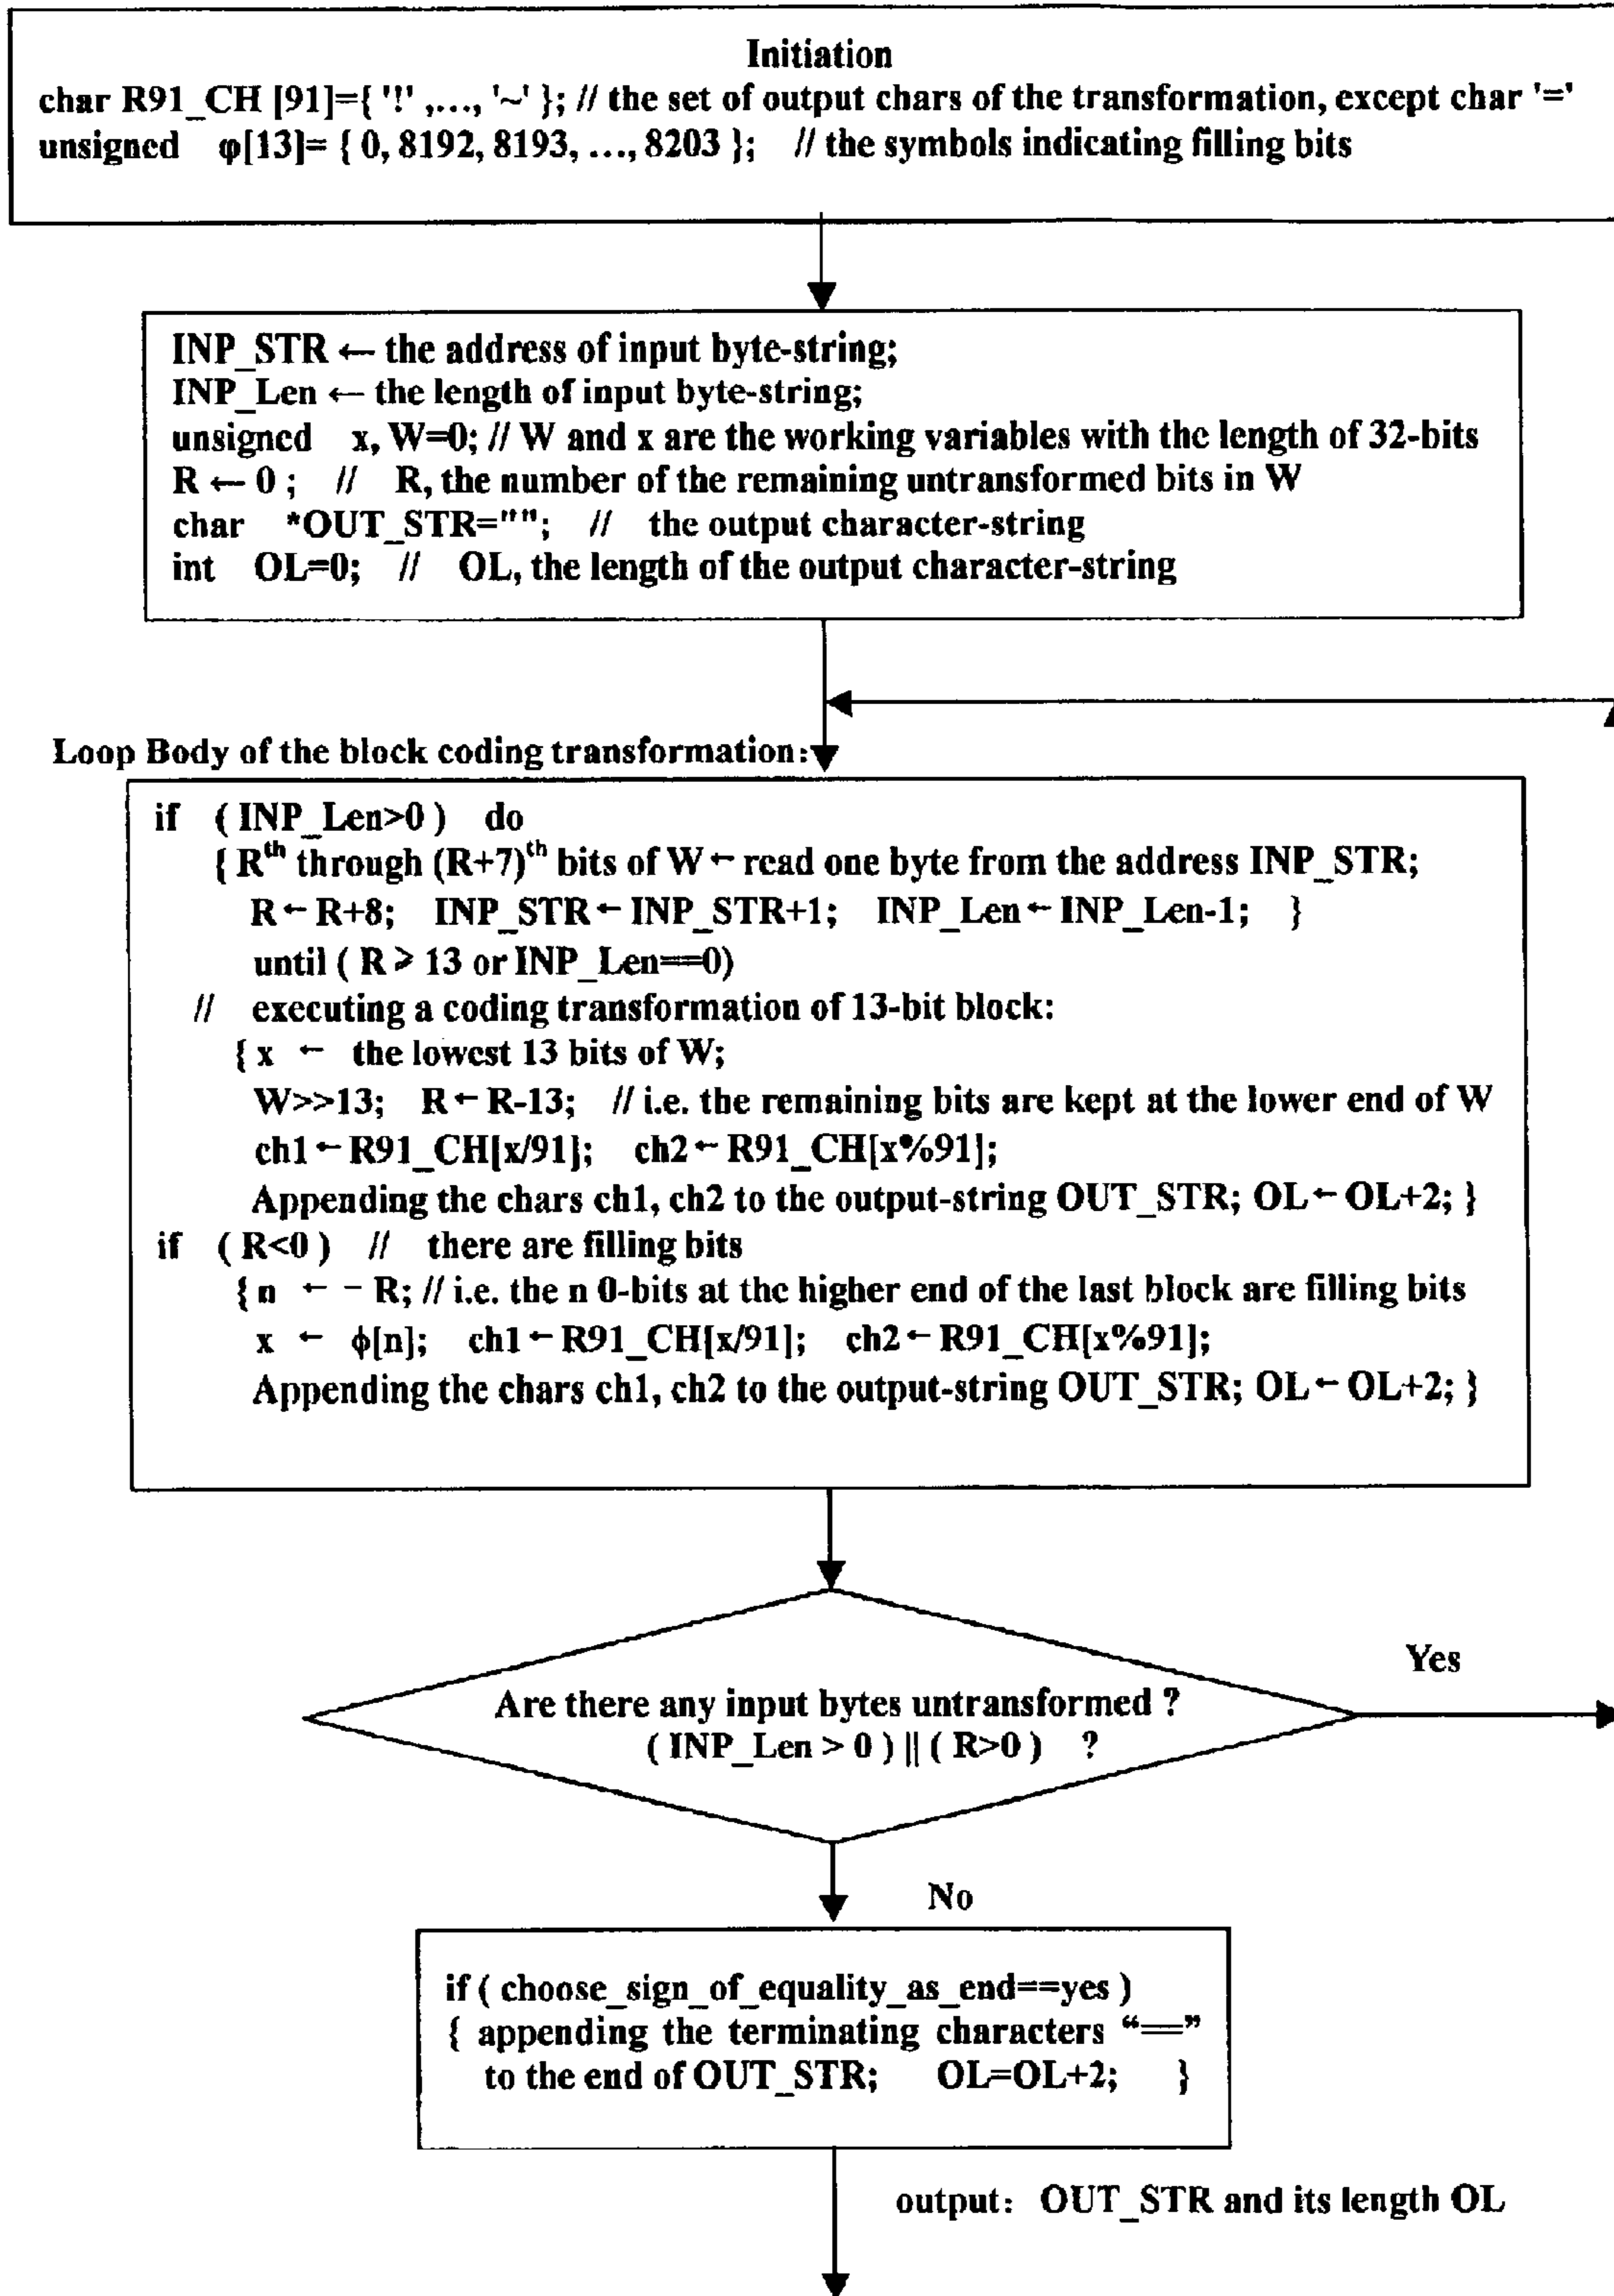 Initiation
char R91_CH [91]={ '!' ,..., '~' }; // the set of output chars of the transformation, except char '='
unsigned φ[13]= { 0, 8192, 8193, ..., 8203 }; // the symbols indicating filling bits
INP_STR ← the address of input byte-string;
INP_Len ← the length of input byte-string;
unsigned x, W=0; // W and x are the working variables with the length of 32-bits
R ← 0 ; // R, the number of the remaining untransformed bits in W
char *OUT_STR=""; // the output character-string
int OL=0; // OL, the length of the output character-string
Loop Body of the block coding transformation:
if ( INP_Len>0 ) do
{ Rth through (R+7)th bits of W ← read one byte from the address INP_STR;
R ← R+8; INP_STR ← INP_STR+1; INP_Len ← INP_Len-1; }
until ( R ⩾ 13 or INP_Len==0)
// executing a coding transformation of 13-bit block:
{ x ← the lowest 13 bits of W;
W>>13; R ← R-13; // i.e. the remaining bits are kept at the lower end of W
ch1 ← R91_CH[x/91]; ch2 ← R91_CH[x%91];
Appending the chars ch1, ch2 to the output-string OUT_STR; OL ← OL+2; }
if ( R<0 ) // there are filling bits
{ n ← – R; // i.e. the n 0-bits at the higher end of the last block are filling bits
x ← ϕ[n]; ch1 ← R91_CH[x/91]; ch2 ← R91_CH[x%91];
Appending the chars ch1, ch2 to the output-string OUT_STR; OL ← OL+2; }
Are there any input bytes untransformed ?
( INP_Len > 0 ) || ( R>0 ) ?
Yes
No
if ( choose_sign_of_equality_as_end==yes )
{ appending the terminating characters “==”
to the end of OUT_STR; OL=OL+2; }
output: OUT_STR and its length OL